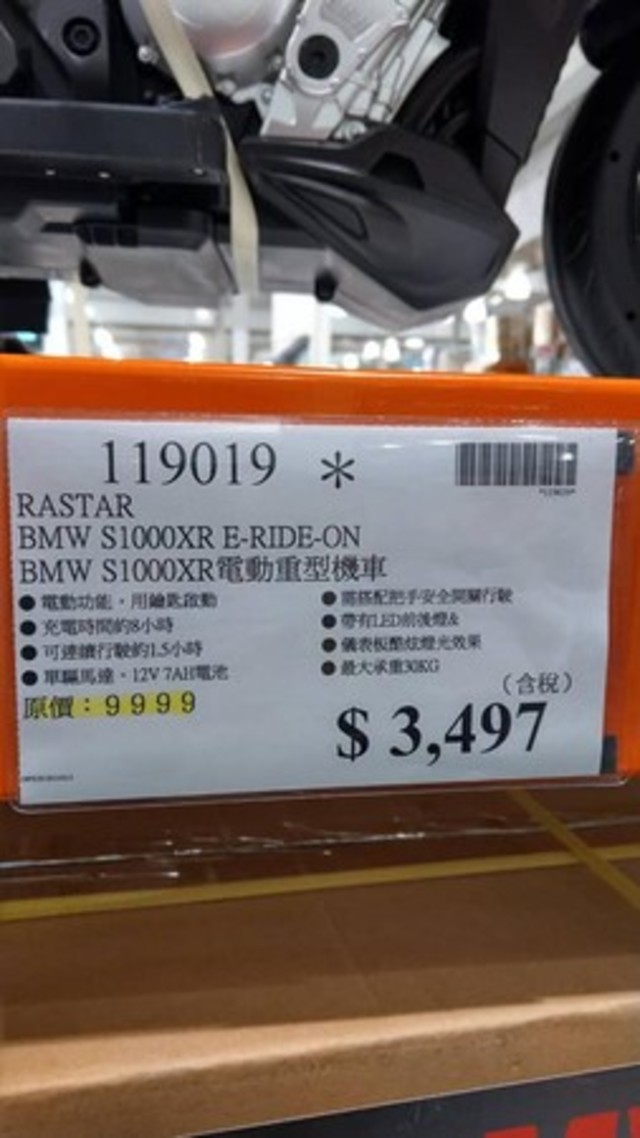 119019 *
RASTAR
BMW S1000XR E-RIDE-ON
BMW S1000XR電動重型機車
● 電動功能，用鑰匙啟動
● 充電時間約8小時
● 可連續行駛約1.5小時
● 單驅馬達，12V 7AH電池
● 需搭配把手安全開關行駛
● 帶有LED前後燈&
● 儀表板酷炫燈光效果
● 最大承重30KG
原價：9999
（含稅）
$ 3,497